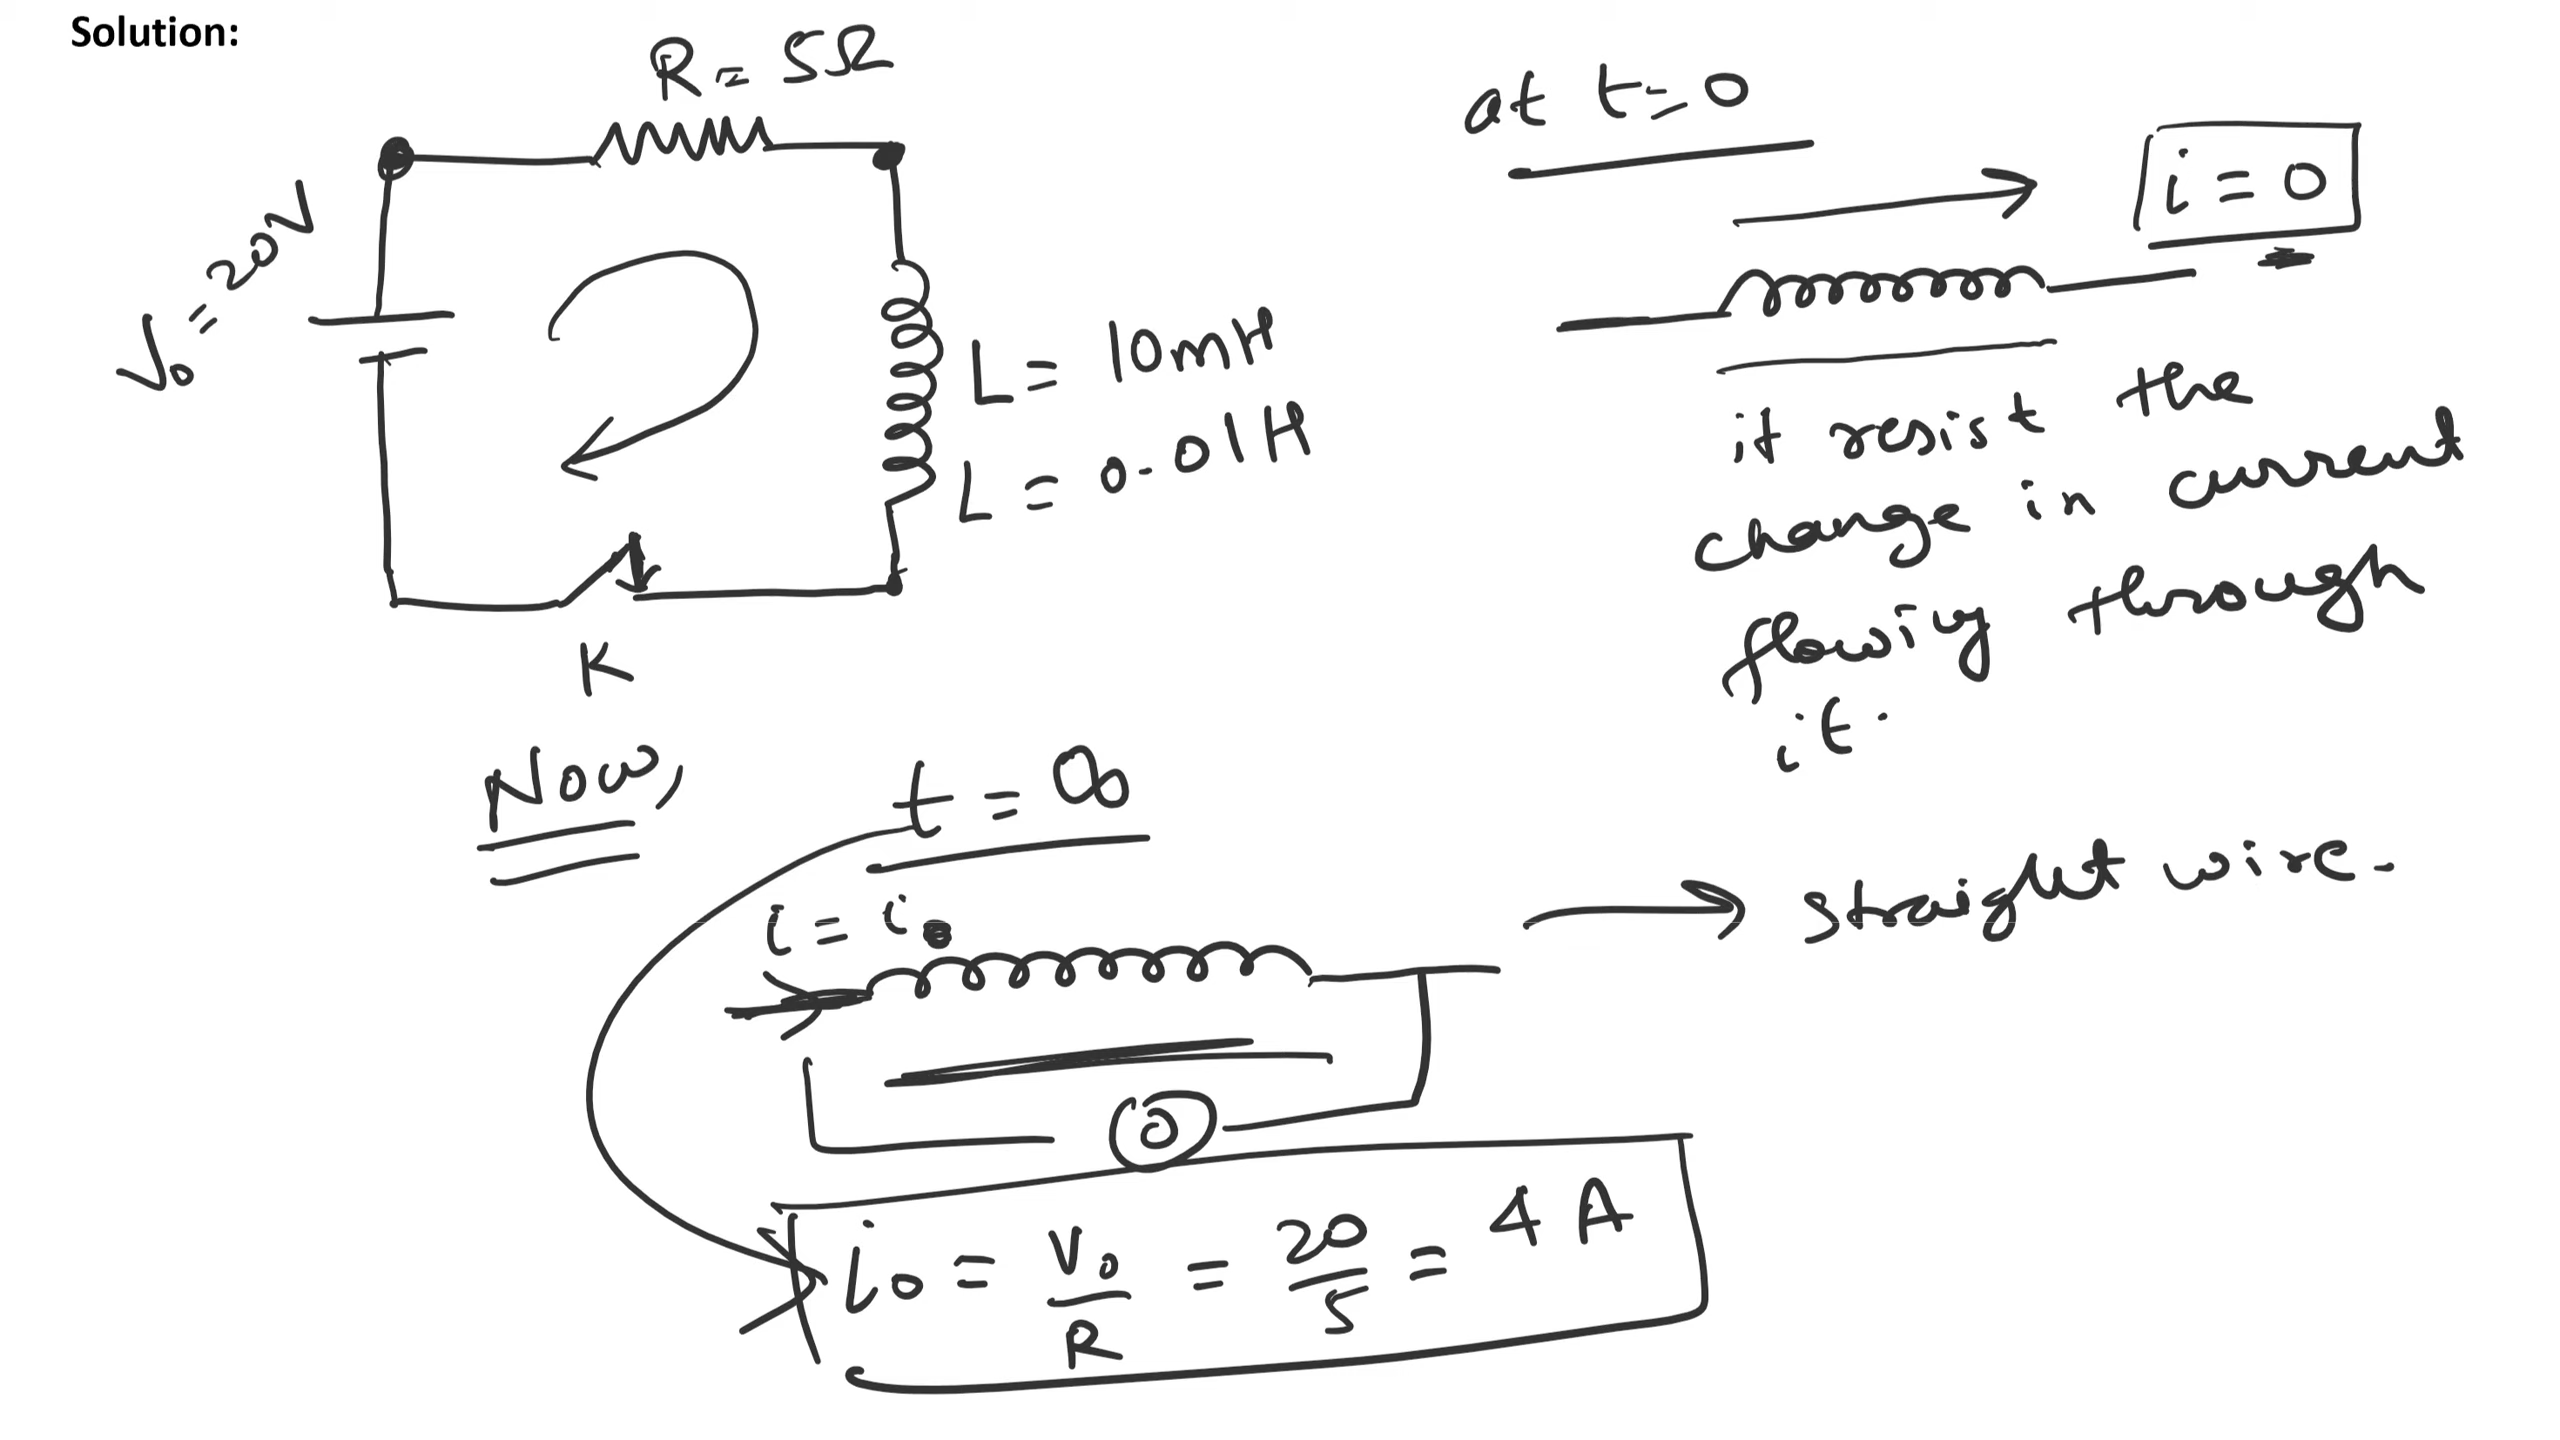 Solution:
R = 5Ω
V₀ = 20V
L = 10mH
L = 0.01H
K
at t=0
i = 0
it resist the
change in current
flowing through
it.
Now, t = ∞
i = i₀
→ straight wire.
0
i₀ = V₀/R = 20/5 = 4 A